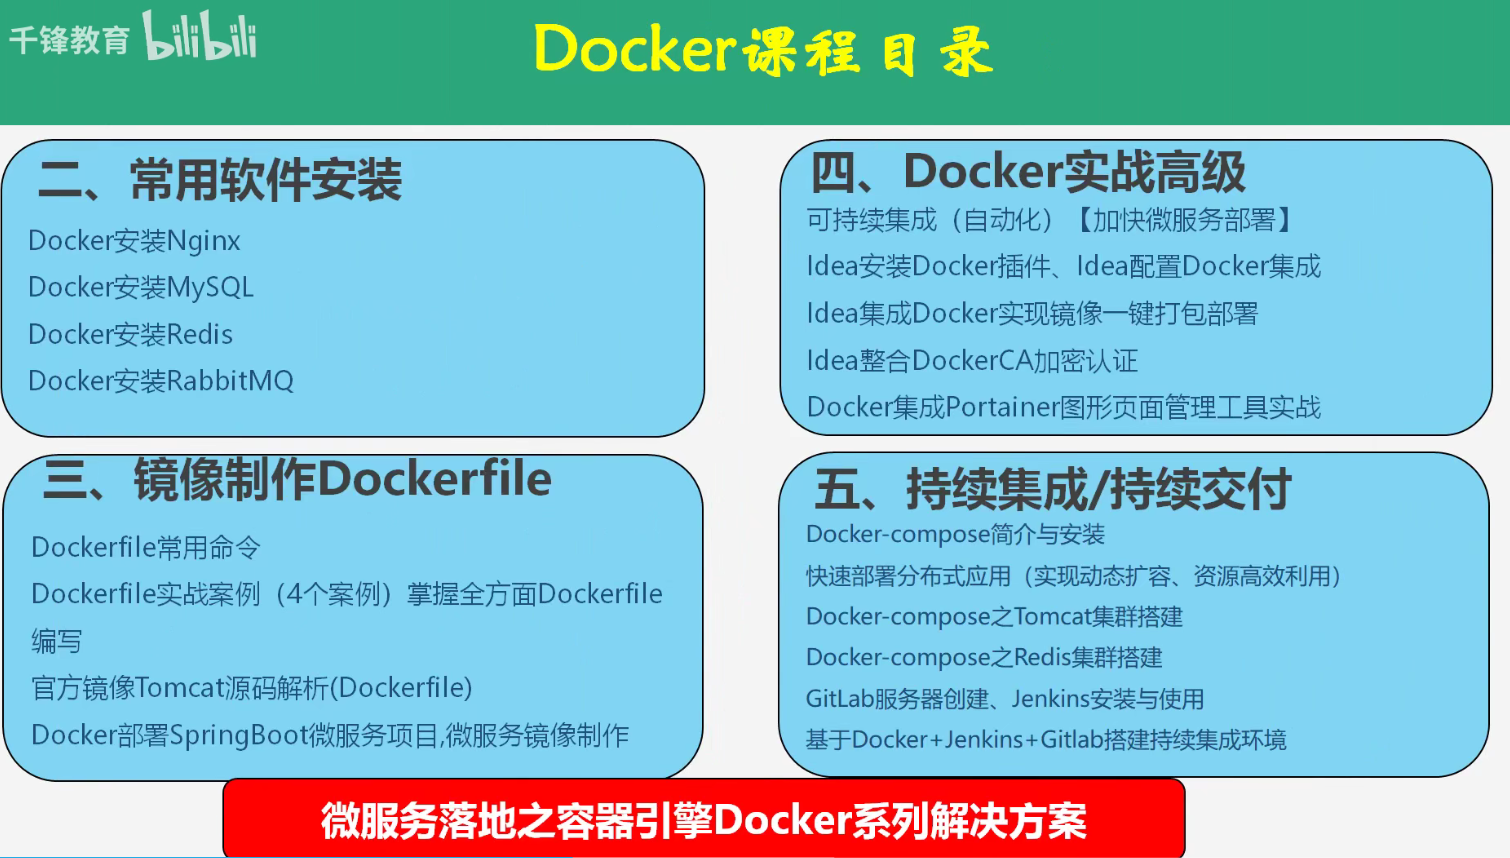 千锋教育 bilibili
Docker课程目录
二、常用软件安装
Docker安装Nginx
Docker安装MySQL
Docker安装Redis
Docker安装RabbitMQ
三、镜像制作Dockerfile
Dockerfile常用命令
Dockerfile实战案例（4个案例）掌握全方面Dockerfile
编写
官方镜像Tomcat源码解析(Dockerfile)
Docker部署SpringBoot微服务项目,微服务镜像制作
四、Docker实战高级
可持续集成（自动化）【加快微服务部署】
Idea安装Docker插件、Idea配置Docker集成
Idea集成Docker实现镜像一键打包部署
Idea整合DockerCA加密认证
Docker集成Portainer图形页面管理工具实战
五、持续集成/持续交付
Docker-compose简介与安装
快速部署分布式应用（实现动态扩容、资源高效利用）
Docker-compose之Tomcat集群搭建
Docker-compose之Redis集群搭建
GitLab服务器创建、Jenkins安装与使用
基于Docker+Jenkins+Gitlab搭建持续集成环境
微服务落地之容器引擎Docker系列解决方案